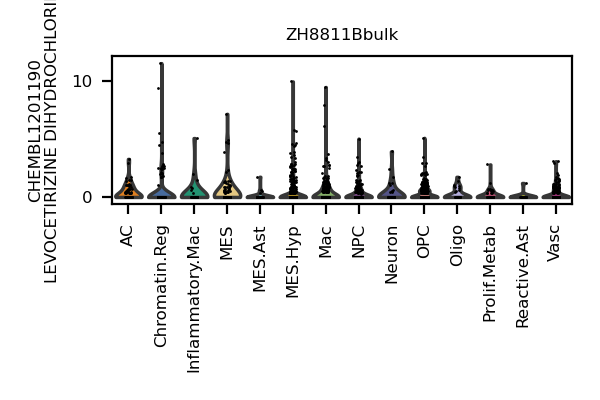 ZH8811Bbulk
CHEMBL1201190
LEVOCETIRIZINE DIHYDROCHLORI
10
0
AC
Chromatin.Reg
Inflammatory.Mac
MES
MES.Ast
MES.Hyp
Mac
NPC
Neuron
OPC
Oligo
Prolif.Metab
Reactive.Ast
Vasc